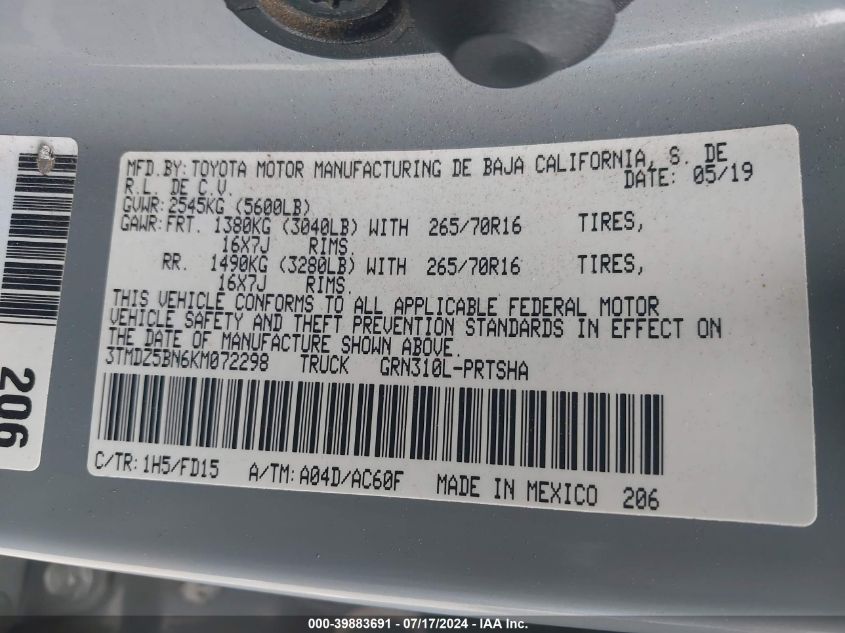 MFD.BY: TOYOTA MOTOR MANUFACTURING DE BAJA CALIFORNIA, S. DE
R.L. DE C.V. DATE: 05/19
GVWR: 2545KG (5600LB)
GAWR: FRT. 1380KG (3040LB) WITH 265/70R16 TIRES,
16X7J RIMS.
RR. 1490KG (3280LB) WITH 265/70R16 TIRES,
16X7J RIMS.
THIS VEHICLE CONFORMS TO ALL APPLICABLE FEDERAL MOTOR
VEHICLE SAFETY AND THEFT PREVENTION STANDARDS IN EFFECT ON
THE DATE OF MANUFACTURE SHOWN ABOVE.
3TMDZ5BN6KM072298 TRUCK GRN310L-PRTSHA
C/TR: 1H5/FD15 A/TM: A04D/AC60F MADE IN MEXICO 206
206
000-39883691 - 07/17/2024 - IAAI.com